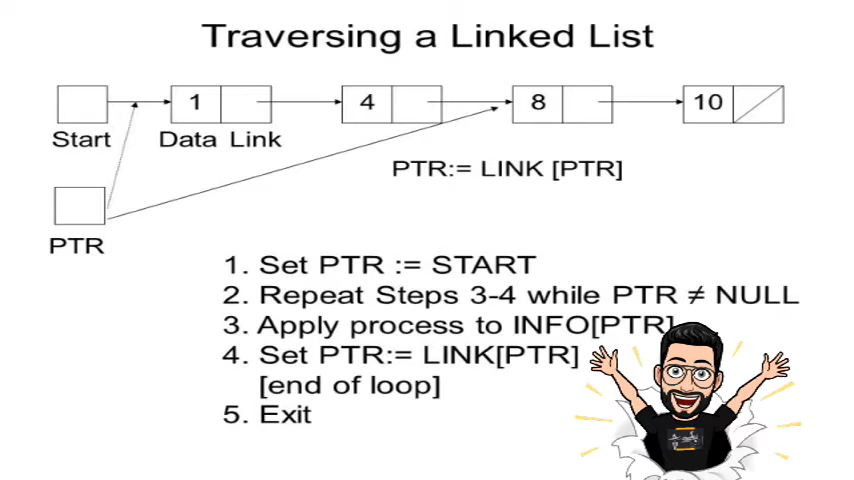 Traversing a Linked List
1
4
8
10
Start
Data Link
PTR:= LINK [PTR]
PTR
1. Set PTR := START
2. Repeat Steps 3-4 while PTR ≠ NULL
3. Apply process to INFO[PTR]
4. Set PTR:= LINK[PTR]
[end of loop]
5. Exit